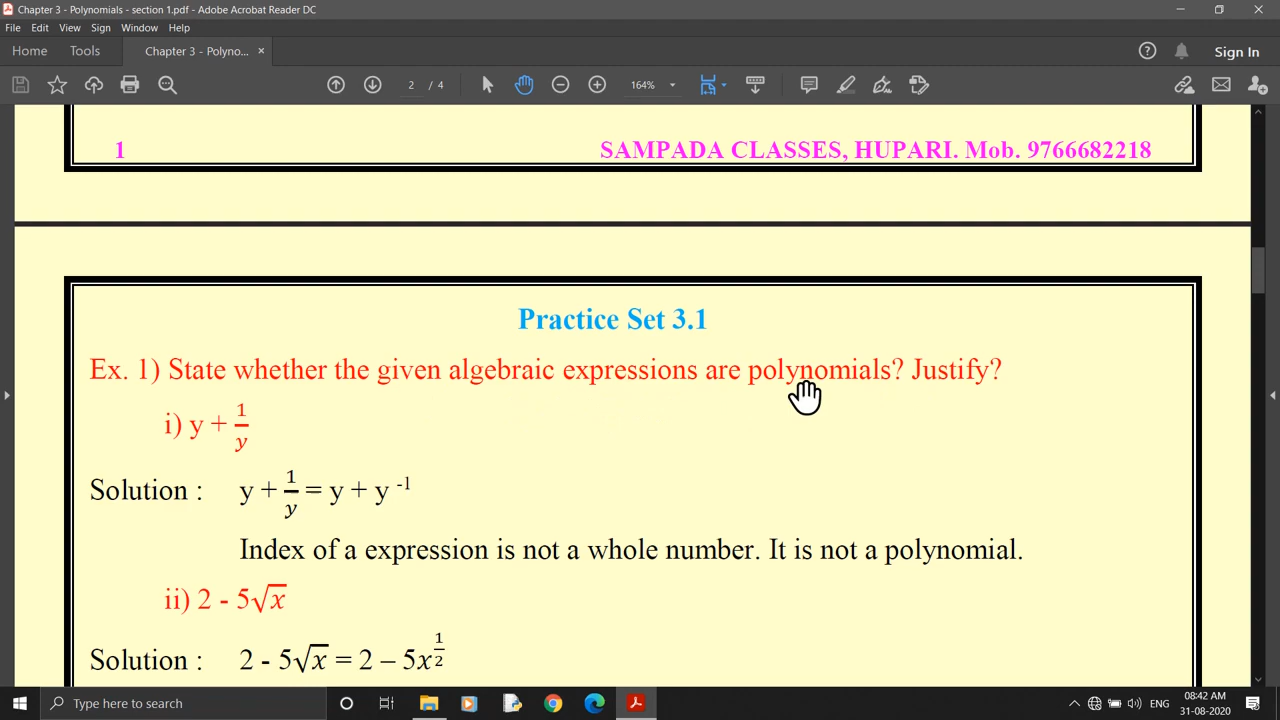 Chapter 3 - Polynomials - section 1.pdf - Adobe Acrobat Reader DC
File Edit View Sign Window Help
Home Tools Chapter 3 - Polyno... × Sign In
2 / 4 164%
1 SAMPADA CLASSES, HUPARI. Mob. 9766682218
Practice Set 3.1
Ex. 1) State whether the given algebraic expressions are polynomials? Justify?
i) y + 1/y
Solution : y + 1/y = y + y ⁻¹
Index of a expression is not a whole number. It is not a polynomial.
ii) 2 - 5√x
Solution : 2 - 5√x = 2 – 5x^(1/2)
Type here to search ENG 08:42 AM
31-08-2020